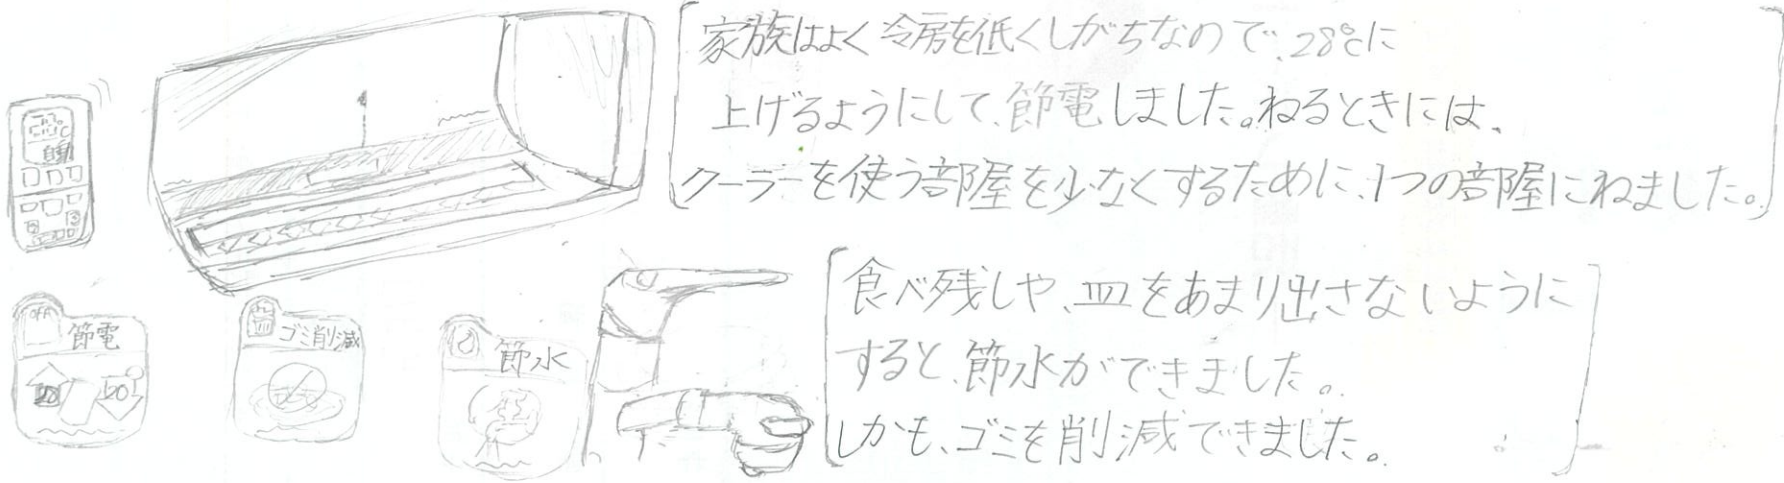 家族はよく冷房を低くしがちなので、28℃に
上げるようにして、節電しました。ねるときには、
クーラーを使う部屋を少なくするために、1つの部屋にねました。
食べ残しや、皿をあまり出さないように
すると、節水ができました。
しかも、ゴミを削減できました。
節電
ゴミ削減
節水